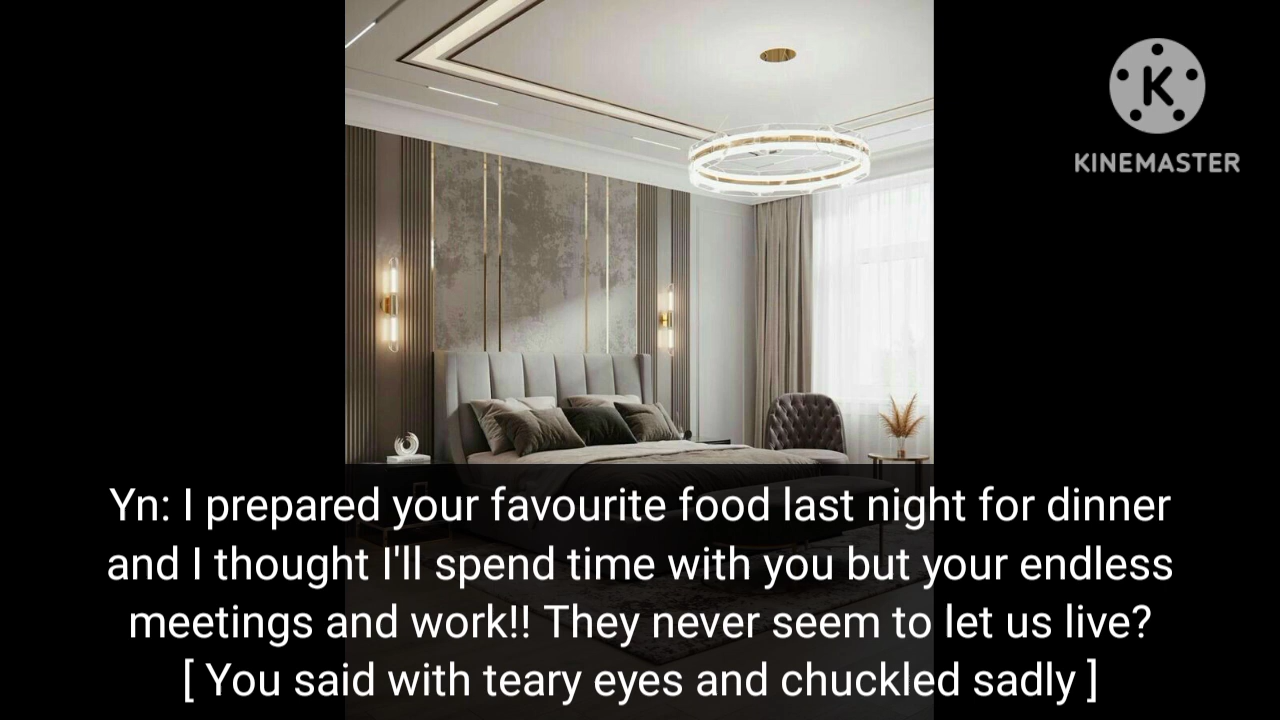 KINEMASTER
Yn: I prepared your favourite food last night for dinner
and I thought I'll spend time with you but your endless
meetings and work!! They never seem to let us live?
[ You said with teary eyes and chuckled sadly ]